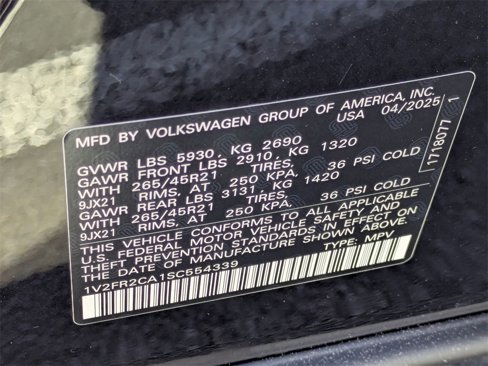 MFD BY VOLKSWAGEN GROUP OF AMERICA, INC.
USA 04/2025
GVWR LBS 5930, KG 2690
GAWR FRONT LBS 2910, KG 1320
WITH 265/45R21 TIRES,
9JX21 RIMS, AT 250 KPA, 36 PSI COLD
GAWR REAR LBS 3131, KG 1420
WITH 265/45R21 TIRES,
9JX21 RIMS, AT 250 KPA, 36 PSI COLD
THIS VEHICLE CONFORMS TO ALL APPLICABLE
U.S. FEDERAL MOTOR VEHICLE SAFETY AND
THEFT PREVENTION STANDARDS IN EFFECT ON
THE DATE OF MANUFACTURE SHOWN ABOVE.
1V2FR2CA1SC554339 TYPE: MPV
1718077 1